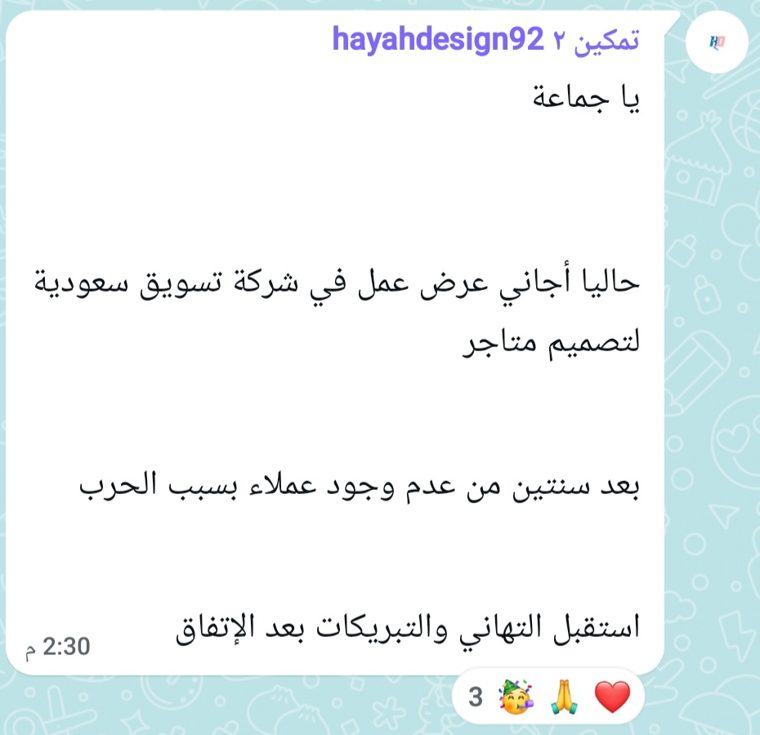 تمكين ٢ hayahdesign92
يا جماعة
حاليا أجاني عرض عمل في شركة تسويق سعودية
لتصميم متاجر
بعد سنتين من عدم وجود عملاء بسبب الحرب
استقبل التهاني والتبريكات بعد الإتفاق
2:30 م
❤️ 🙏 🥳 3